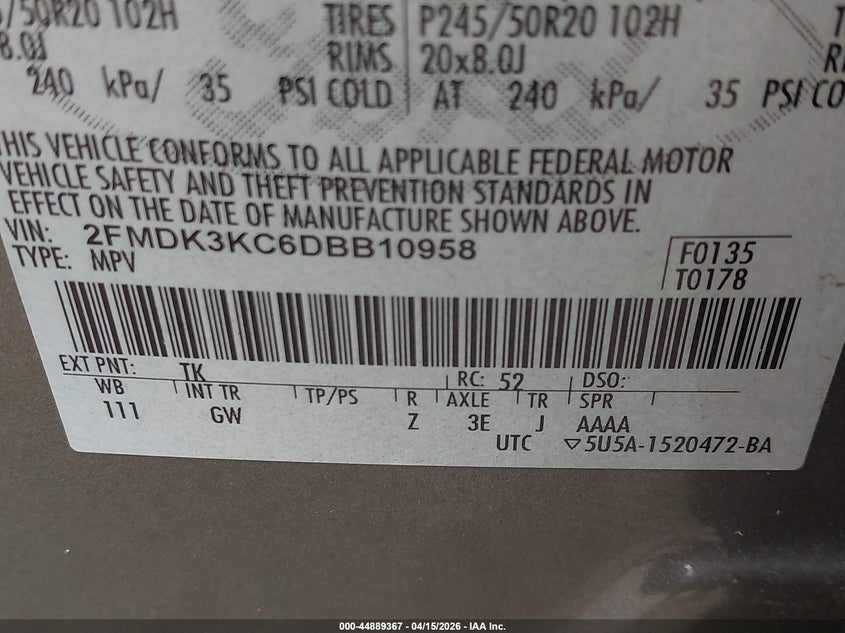 /50R20 102H TIRES P245/50R20 102H
8.0J RIMS 20x8.0J
240 kPa/ 35 PSI COLD AT 240 kPa/ 35 PSI CO
THIS VEHICLE CONFORMS TO ALL APPLICABLE FEDERAL MOTOR
VEHICLE SAFETY AND THEFT PREVENTION STANDARDS IN
EFFECT ON THE DATE OF MANUFACTURE SHOWN ABOVE.
VIN: 2FMDK3KC6DBB10958
TYPE: MPV
F0135
T0178
EXT PNT: TK RC: 52 DSO:
WB INT TR TP/PS R AXLE TR SPR
111 GW Z 3E J AAAA
UTC ▽5U5A-1520472-BA
000-44889367 - 04/15/2026 - IAA Inc.